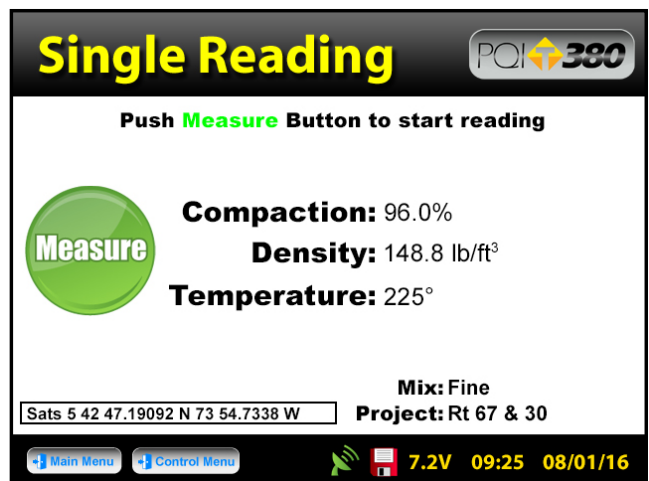 Single Reading
PQI 380
Push Measure Button to start reading
Measure
Compaction: 96.0%
Density: 148.8 lb/ft³
Temperature: 225°
Mix: Fine
Sats 5 42 47.19092 N 73 54.7338 W
Project: Rt 67 & 30
Main Menu
Control Menu
7.2V 09:25 08/01/16